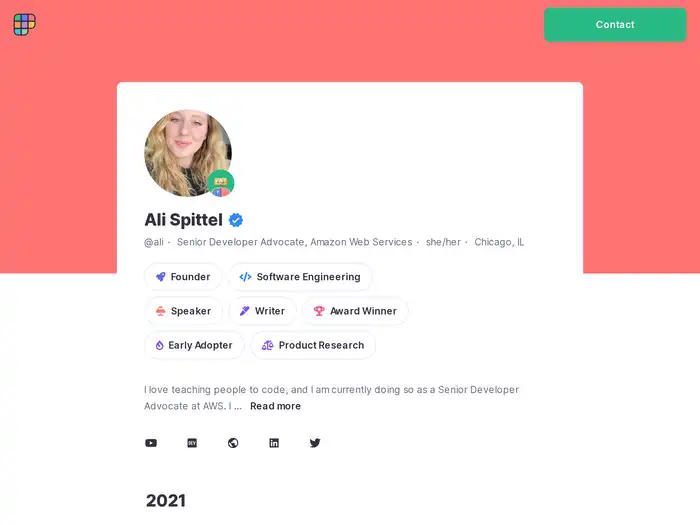 Contact
Ali Spittel
@ali · Senior Developer Advocate, Amazon Web Services · she/her · Chicago, IL
Founder Software Engineering
Speaker Writer Award Winner
Early Adopter Product Research
I love teaching people to code, and I am currently doing so as a Senior Developer
Advocate at AWS. I ... Read more
DEV
2021